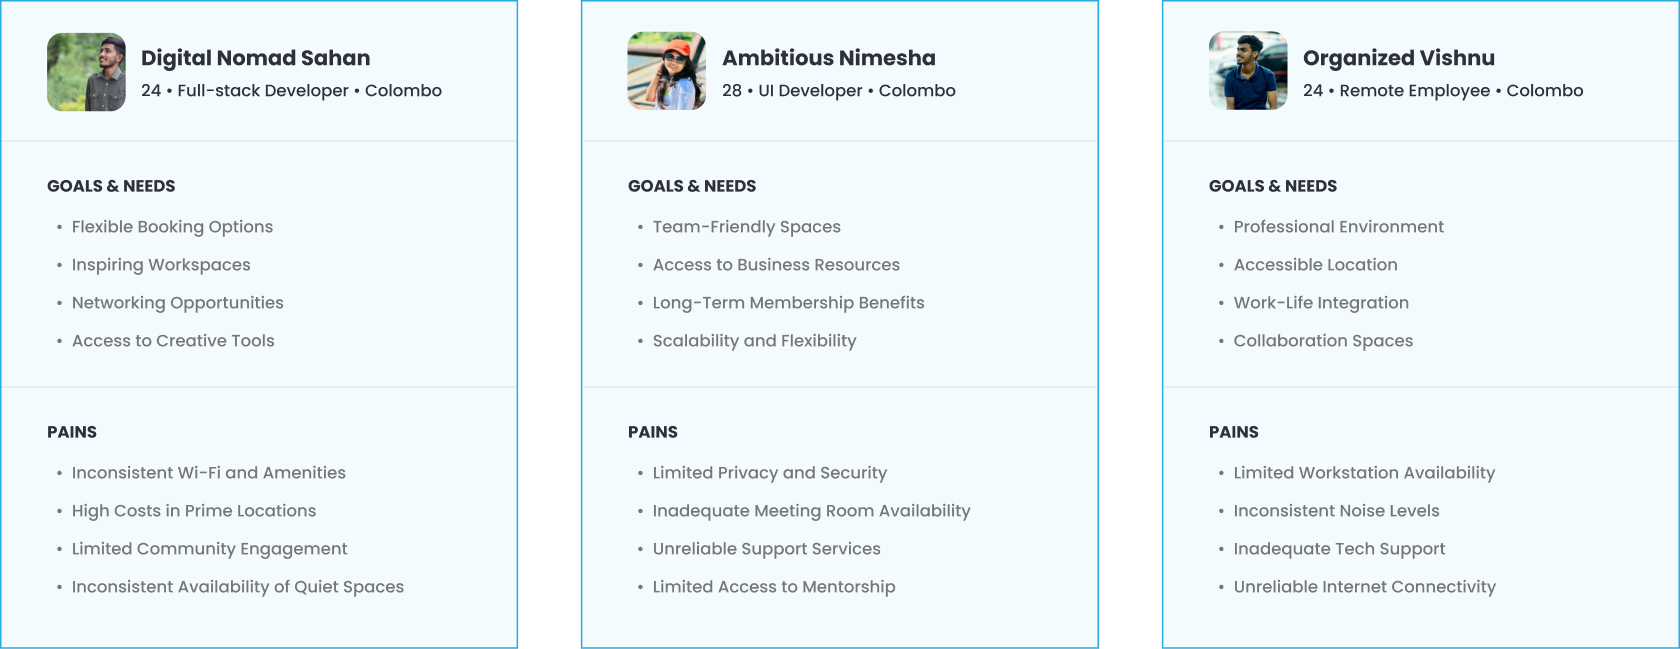 Digital Nomad Sahan
24 • Full-stack Developer • Colombo
GOALS & NEEDS
• Flexible Booking Options
• Inspiring Workspaces
• Networking Opportunities
• Access to Creative Tools
PAINS
• Inconsistent Wi-Fi and Amenities
• High Costs in Prime Locations
• Limited Community Engagement
• Inconsistent Availability of Quiet Spaces
Ambitious Nimesha
28 • UI Developer • Colombo
GOALS & NEEDS
• Team-Friendly Spaces
• Access to Business Resources
• Long-Term Membership Benefits
• Scalability and Flexibility
PAINS
• Limited Privacy and Security
• Inadequate Meeting Room Availability
• Unreliable Support Services
• Limited Access to Mentorship
Organized Vishnu
24 • Remote Employee • Colombo
GOALS & NEEDS
• Professional Environment
• Accessible Location
• Work-Life Integration
• Collaboration Spaces
PAINS
• Limited Workstation Availability
• Inconsistent Noise Levels
• Inadequate Tech Support
• Unreliable Internet Connectivity